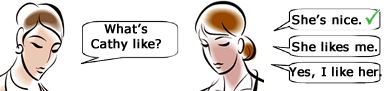 What's
Cathy like?
She's nice. ✓
She likes me.
Yes, I like her.